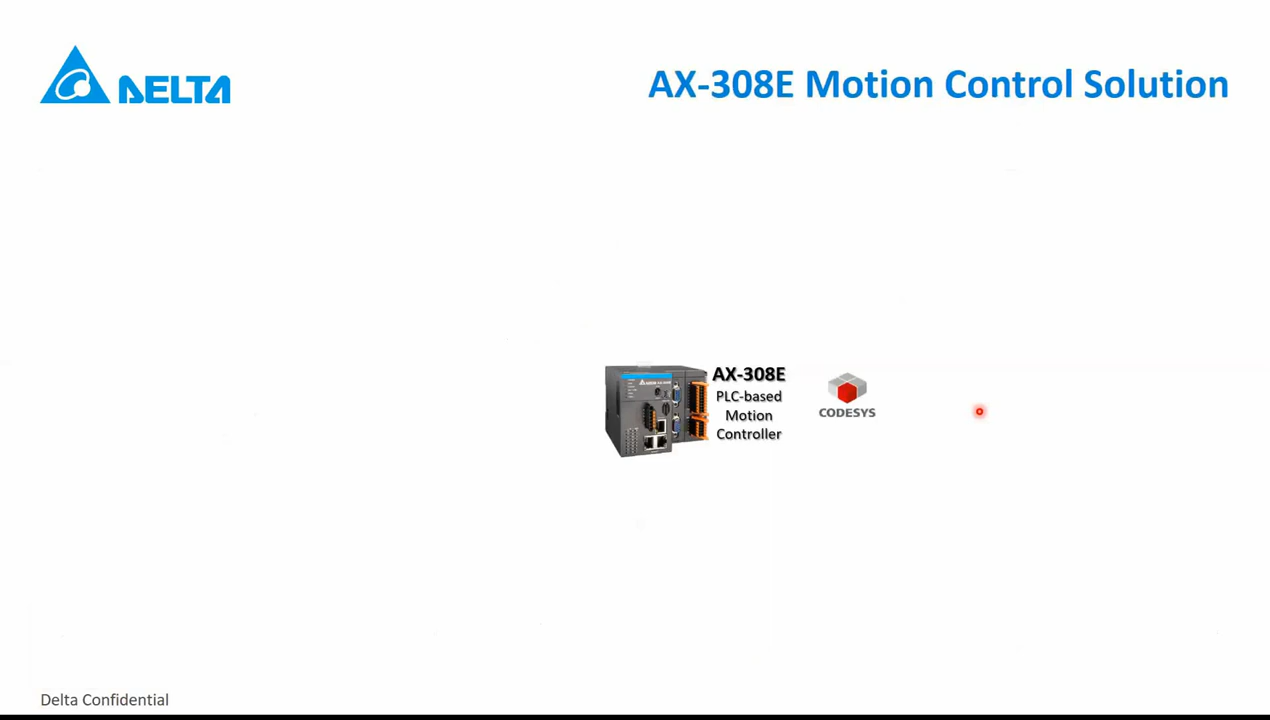 DELTA
AX-308E Motion Control Solution
AX-308E
PLC-based
Motion
Controller
CODESYS
Delta Confidential